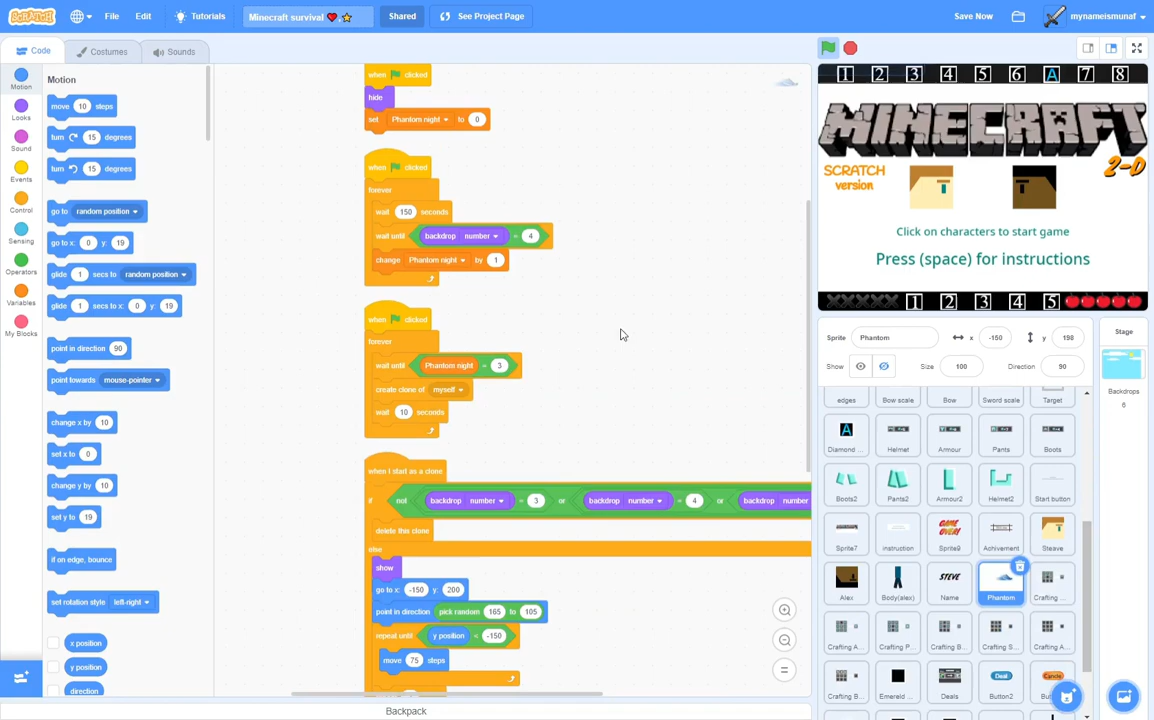 SCRATCH File Edit Tutorials Minecraft survival Shared See Project Page Save Now mynameismunaf
Code Costumes Sounds
Motion
Looks
Sound
Events
Control
Sensing
Operators
Variables
My Blocks
Motion
move 10 steps
turn 15 degrees
turn 15 degrees
go to random position
go to x: 0 y: 19
glide 1 secs to random position
glide 1 secs to x: 0 y: 19
point in direction 90
point towards mouse-pointer
change x by 10
set x to 0
change y by 10
set y to 19
if on edge, bounce
set rotation style left-right
x position
y position
direction
when clicked
hide
set Phantom night to 0
when clicked
forever
wait 150 seconds
wait until backdrop number = 4
change Phantom night by 1
when clicked
forever
wait until Phantom night = 3
create clone of myself
wait 10 seconds
when I start as a clone
if not backdrop number = 3 or backdrop number = 4 or backdrop number
delete this clone
else
show
go to x: -150 y: 200
point in direction pick random 165 to 105
repeat until y position < -150
move 75 steps
Backpack
1 2 3 4 5 6 A 7 8
MINECRAFT
2-D
SCRATCH
version
Click on characters to start game
Press (space) for instructions
1 2 3 4 5
Sprite Phantom x -150 y 198
Show Size 100 Direction 90
edges Bow scale Bow Sword scale Target
Diamond ... Helmet Armour Pants Boots
Boots2 Pants2 Armour2 Helmet2 Start button
Sprite7 instruction Sprite9 Achivement Steave
GAME
OVER!
Alex Body(alex) Name Phantom Crafting ...
STEVE
Crafting A... Crafting P... Crafting B... Crafting S... Crafting A...
Crafting B... Emereld ... Deals Button2
Deal Cancle
Stage
Backdrops
6